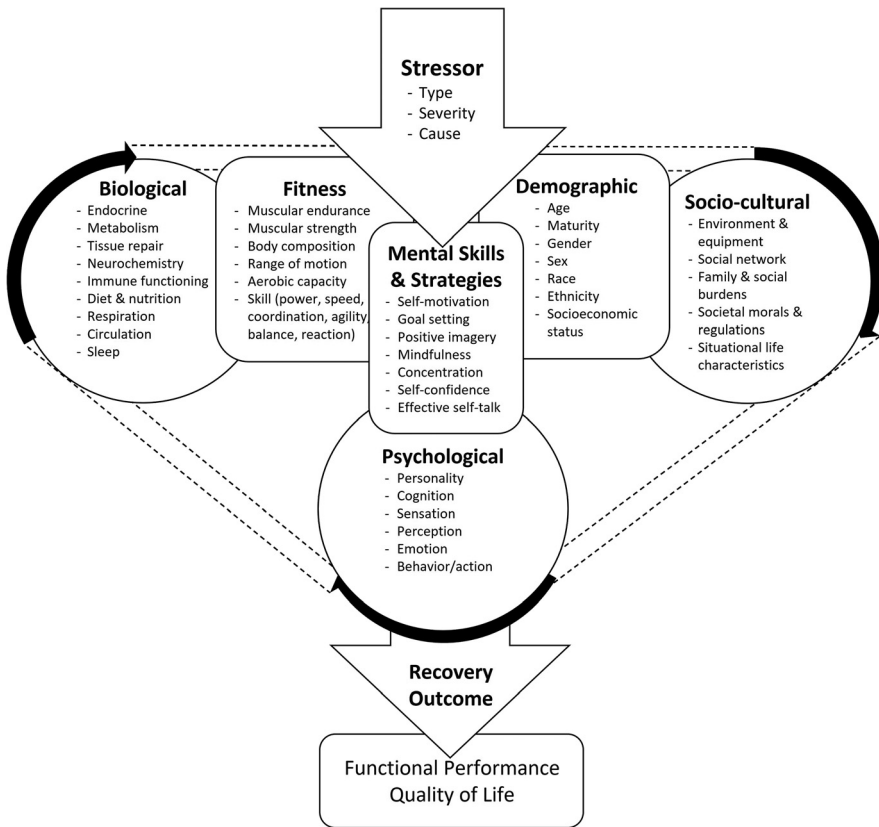 Stressor
- Type
- Severity
- Cause
Biological
- Endocrine
- Metabolism
- Tissue repair
- Neurochemistry
- Immune functioning
- Diet & nutrition
- Respiration
- Circulation
- Sleep
Fitness
- Muscular endurance
- Muscular strength
- Body composition
- Range of motion
- Aerobic capacity
- Skill (power, speed,
coordination, agility,
balance, reaction)
Mental Skills
& Strategies
- Self-motivation
- Goal setting
- Positive imagery
- Mindfulness
- Concentration
- Self-confidence
- Effective self-talk
Demographic
- Age
- Maturity
- Gender
- Sex
- Race
- Ethnicity
- Socioeconomic
status
Socio-cultural
- Environment &
equipment
- Social network
- Family & social
burdens
- Societal morals &
regulations
- Situational life
characteristics
Psychological
- Personality
- Cognition
- Sensation
- Perception
- Emotion
- Behavior/action
Recovery
Outcome
Functional Performance
Quality of Life